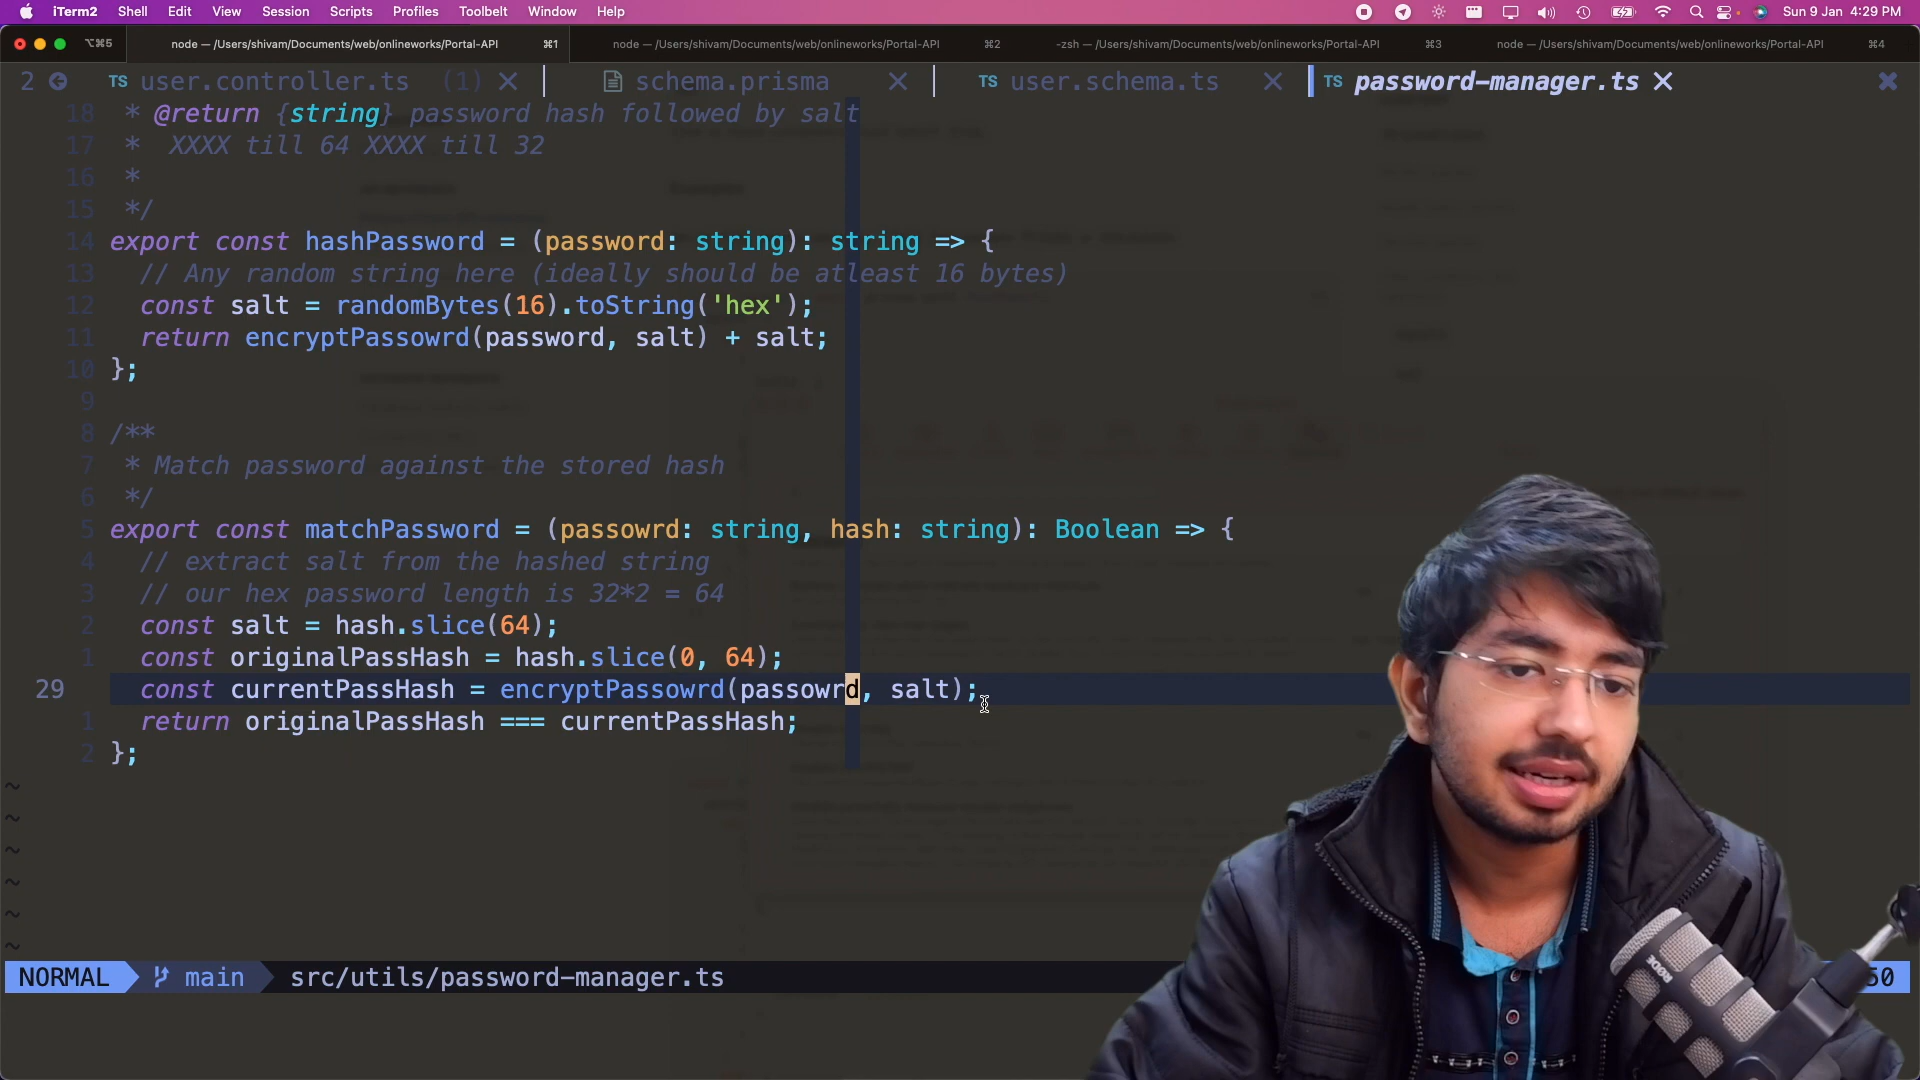 iTerm2 Shell Edit View Session Scripts Profiles Toolbelt Window Help Sun 9 Jan 4:29 PM
⌥⌘5 node — /Users/shivam/Documents/web/onlineworks/Portal-API ⌘1 node — /Users/shivam/Documents/web/onlineworks/Portal-API ⌘2 -zsh — /Users/shivam/Documents/web/onlineworks/Portal-API ⌘3 node — /Users/shivam/Documents/web/onlineworks/Portal-API ⌘4
2 TS user.controller.ts (1) schema.prisma TS user.schema.ts TS password-manager.ts
18 * @return {string} password hash followed by salt
17 * XXXX till 64 XXXX till 32
16 *
15 */
14 export const hashPassword = (password: string): string => {
13 // Any random string here (ideally should be atleast 16 bytes)
12 const salt = randomBytes(16).toString('hex');
11 return encryptPassowrd(password, salt) + salt;
10 };
9
8 /**
7 * Match password against the stored hash
6 */
5 export const matchPassword = (passowrd: string, hash: string): Boolean => {
4 // extract salt from the hashed string
3 // our hex password length is 32*2 = 64
2 const salt = hash.slice(64);
1 const originalPassHash = hash.slice(0, 64);
29 const currentPassHash = encryptPassowrd(passowrd, salt);
1 return originalPassHash === currentPassHash;
2 };
~
~
~
~
~
~
NORMAL main src/utils/password-manager.ts 50
RØDE